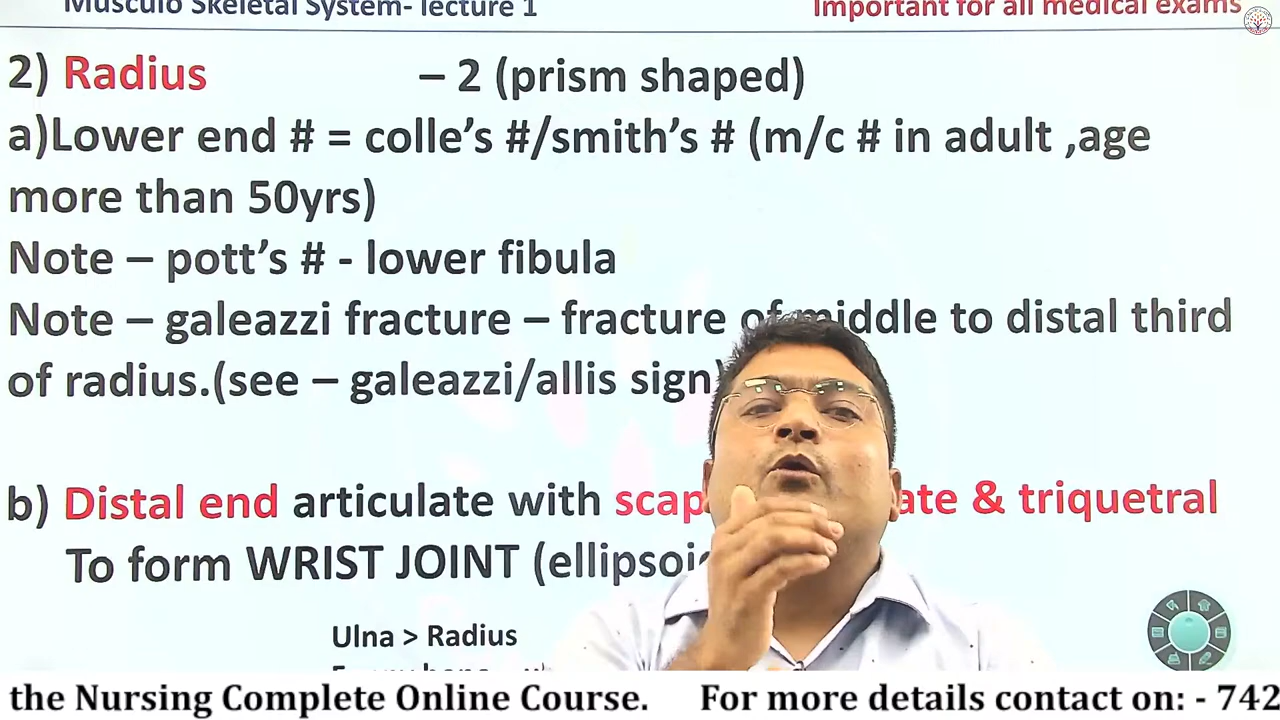 Musculo Skeletal System- lecture 1
Important for all medical exams
2) Radius – 2 (prism shaped)
a)Lower end # = colle’s #/smith’s # (m/c # in adult ,age
more than 50yrs)
Note – pott’s # - lower fibula
Note – galeazzi fracture – fracture of middle to distal third
of radius.(see – galeazzi/allis sign)
b) Distal end articulate with & triquetral
To form WRIST JOINT
Ulna > Radius
the Nursing Complete Online Course. For more details contact on: - 742